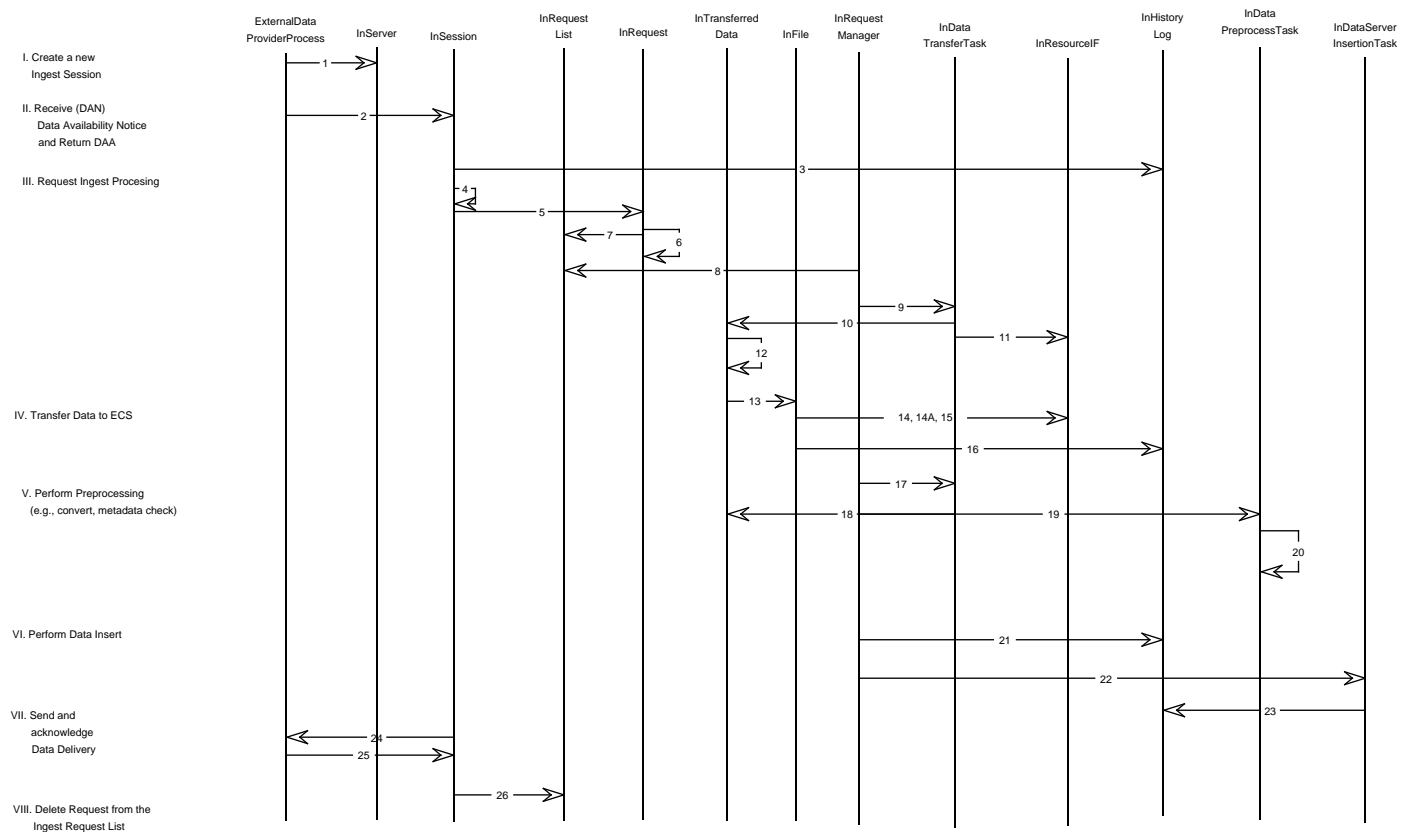 ExternalData
ProviderProcess
InServer
InSession
InRequest
List
InRequest
InTransferred
Data
InFile
InRequest
Manager
InData
TransferTask
InResourceIF
InHistory
Log
InData
PreprocessTask
InDataServer
InsertionTask
I. Create a new
Ingest Session
1
II. Receive (DAN)
Data Availability Notice
and Return DAA
2
3
III. Request Ingest Procesing
4
5
7
6
8
9
10
11
12
13
IV. Transfer Data to ECS
14, 14A, 15
16
17
V. Perform Preprocessing
(e.g., convert, metadata check)
18
19
20
VI. Perform Data Insert
21
22
VII. Send and
acknowledge
Data Delivery
23
24
25
26
VIII. Delete Request from the
Ingest Request List